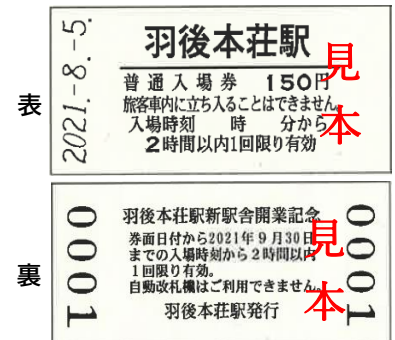 表
2021.-8.-5.
羽後本荘駅
普通入場券 150円
旅客車内に立ち入ることはできません。
入場時刻 時 分から
2時間以内1回限り有効
見本
裏
0001
羽後本荘駅新駅舎開業記念
券面日付から2021年9月30日
までの入場時刻から2時間以内
1回限り有効。
自動改札機はご利用できません。
羽後本荘駅発行
0001
見本